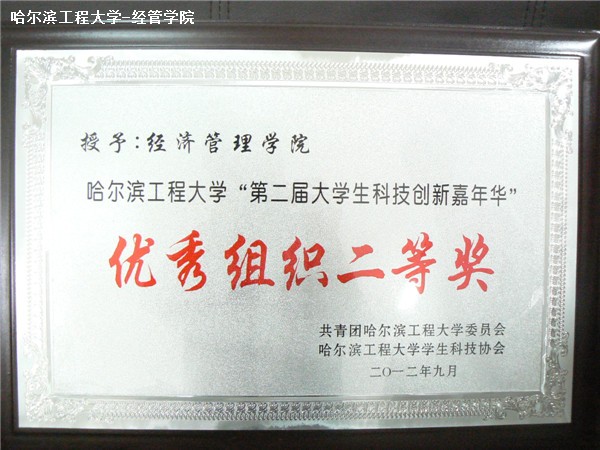 哈尔滨工程大学-经管学院
授予:经济管理学院
哈尔滨工程大学“第二届大学生科技创新嘉年华”
优秀组织二等奖
共青团哈尔滨工程大学委员会
哈尔滨工程大学学生科技协会
二〇一二年九月